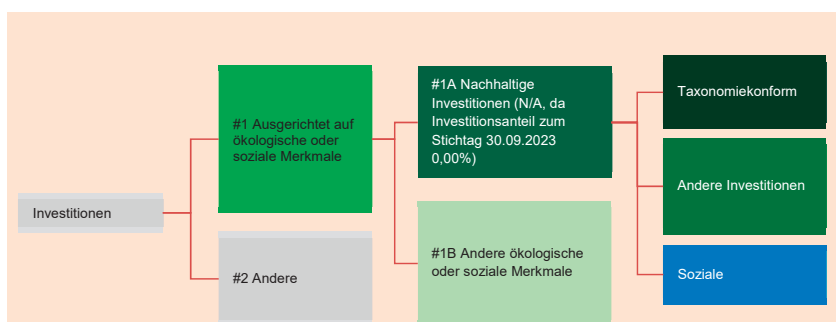 Investitionen
#1 Ausgerichtet auf
ökologische oder
soziale Merkmale
#2 Andere
#1A Nachhaltige
Investitionen (N/A, da
Investitionsanteil zum
Stichtag 30.09.2023
0,00%)
#1B Andere ökologische
oder soziale Merkmale
Taxonomiekonform
Andere Investitionen
Soziale